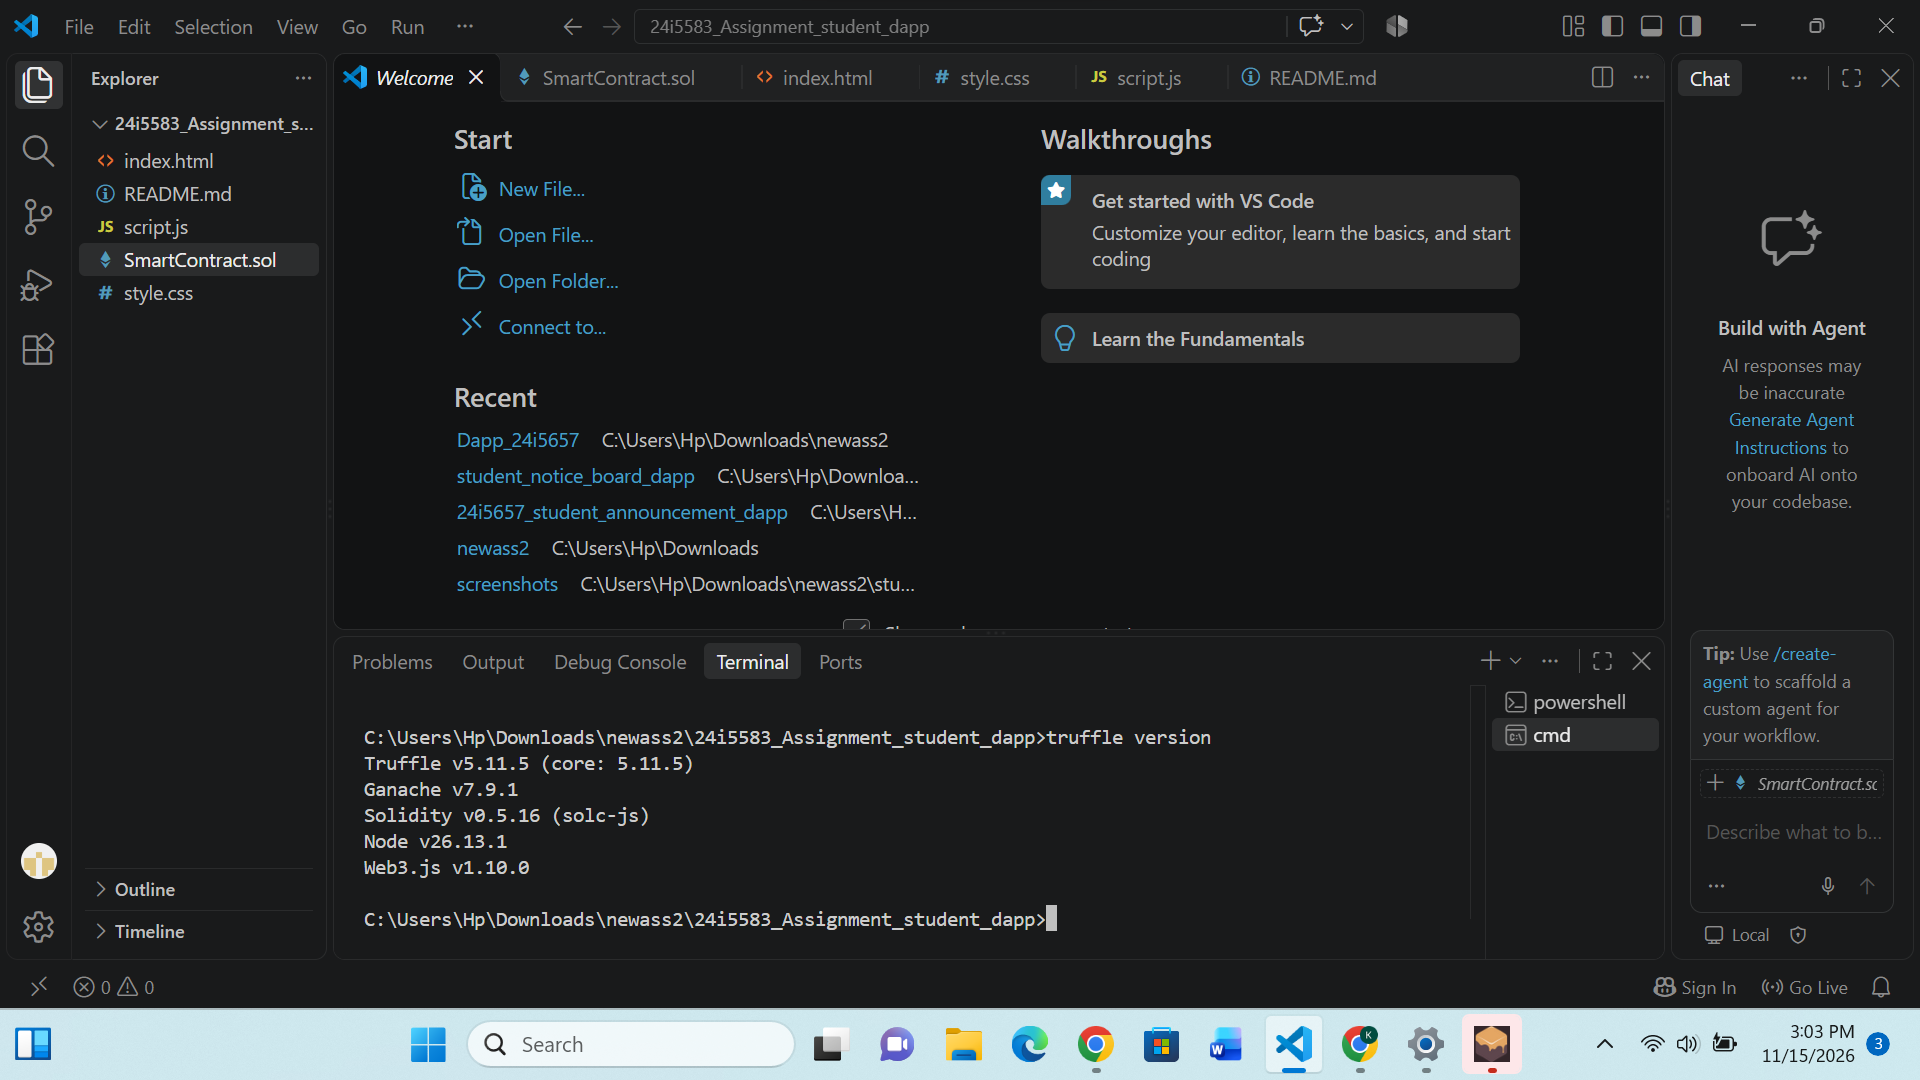 File Edit Selection View Go Run ··· 24i5583_Assignment_student_dapp
Explorer ···
24i5583_Assignment_s...
<> index.html
README.md
JS script.js
SmartContract.sol
# style.css
Outline
Timeline
Welcome SmartContract.sol <> index.html # style.css JS script.js README.md ···
Start
New File...
Open File...
Open Folder...
Connect to...
Recent
Dapp_24i5657 C:\Users\Hp\Downloads\newass2
student_notice_board_dapp C:\Users\Hp\Downloa...
24i5657_student_announcement_dapp C:\Users\H...
newass2 C:\Users\Hp\Downloads
screenshots C:\Users\Hp\Downloads\newass2\stu...
Walkthroughs
Get started with VS Code
Customize your editor, learn the basics, and start
coding
Learn the Fundamentals
Problems Output Debug Console Terminal Ports
C:\Users\Hp\Downloads\newass2\24i5583_Assignment_student_dapp>truffle version
Truffle v5.11.5 (core: 5.11.5)
Ganache v7.9.1
Solidity v0.5.16 (solc-js)
Node v26.13.1
Web3.js v1.10.0
C:\Users\Hp\Downloads\newass2\24i5583_Assignment_student_dapp>
powershell
cmd
Chat
Build with Agent
AI responses may
be inaccurate
Generate Agent
Instructions to
onboard AI onto
your codebase.
Tip: Use /create-
agent to scaffold a
custom agent for
your workflow.
SmartContract.sc
Describe what to b...
Local
0 0
Sign In Go Live
Search
3:03 PM
11/15/2026
3